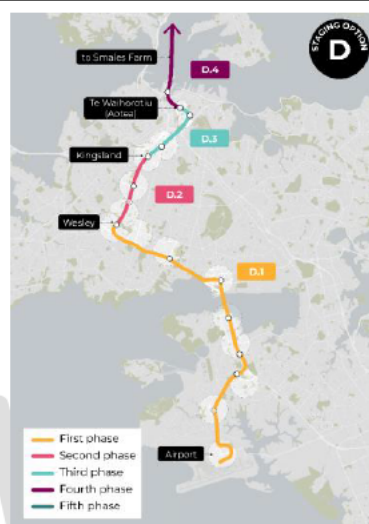 STAGING OPTION
D
to Smales Farm
D.4
Te Waihorotiu
(Aotea)
D.3
Kingsland
D.2
Wesley
D.1
First phase
Second phase
Third phase
Fourth phase
Fifth phase
Airport